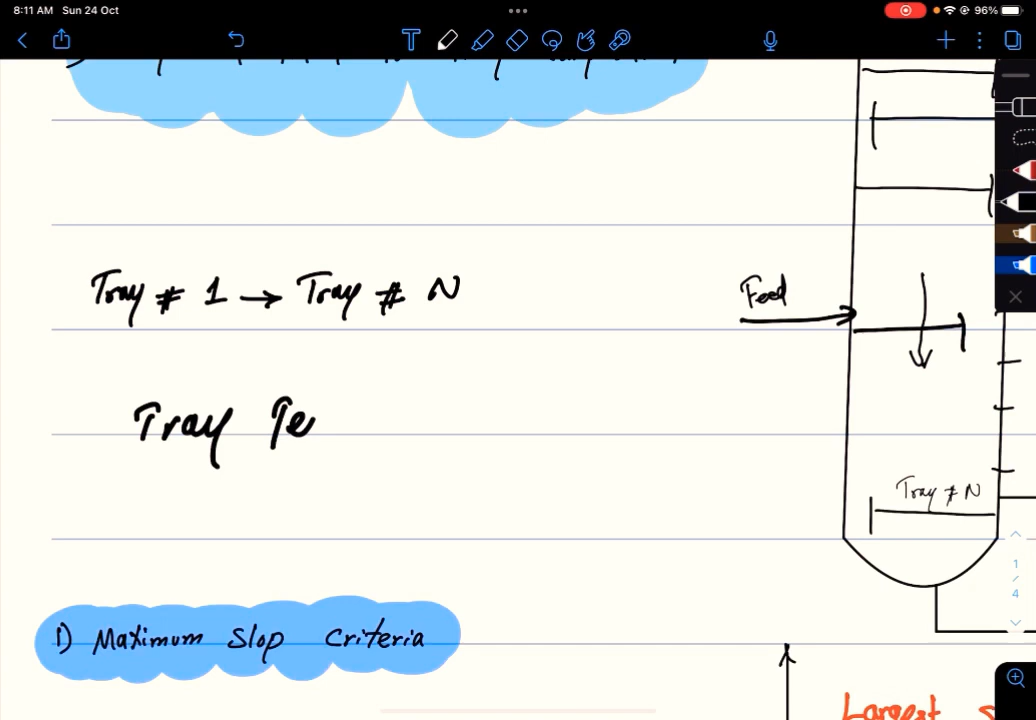 8:11 AM Sun 24 Oct
96%
T
Tray # 1 → Tray # N
Feed
Tray Te
Tray # N
1
/
4
1) Maximum Slop Criteria
Largest